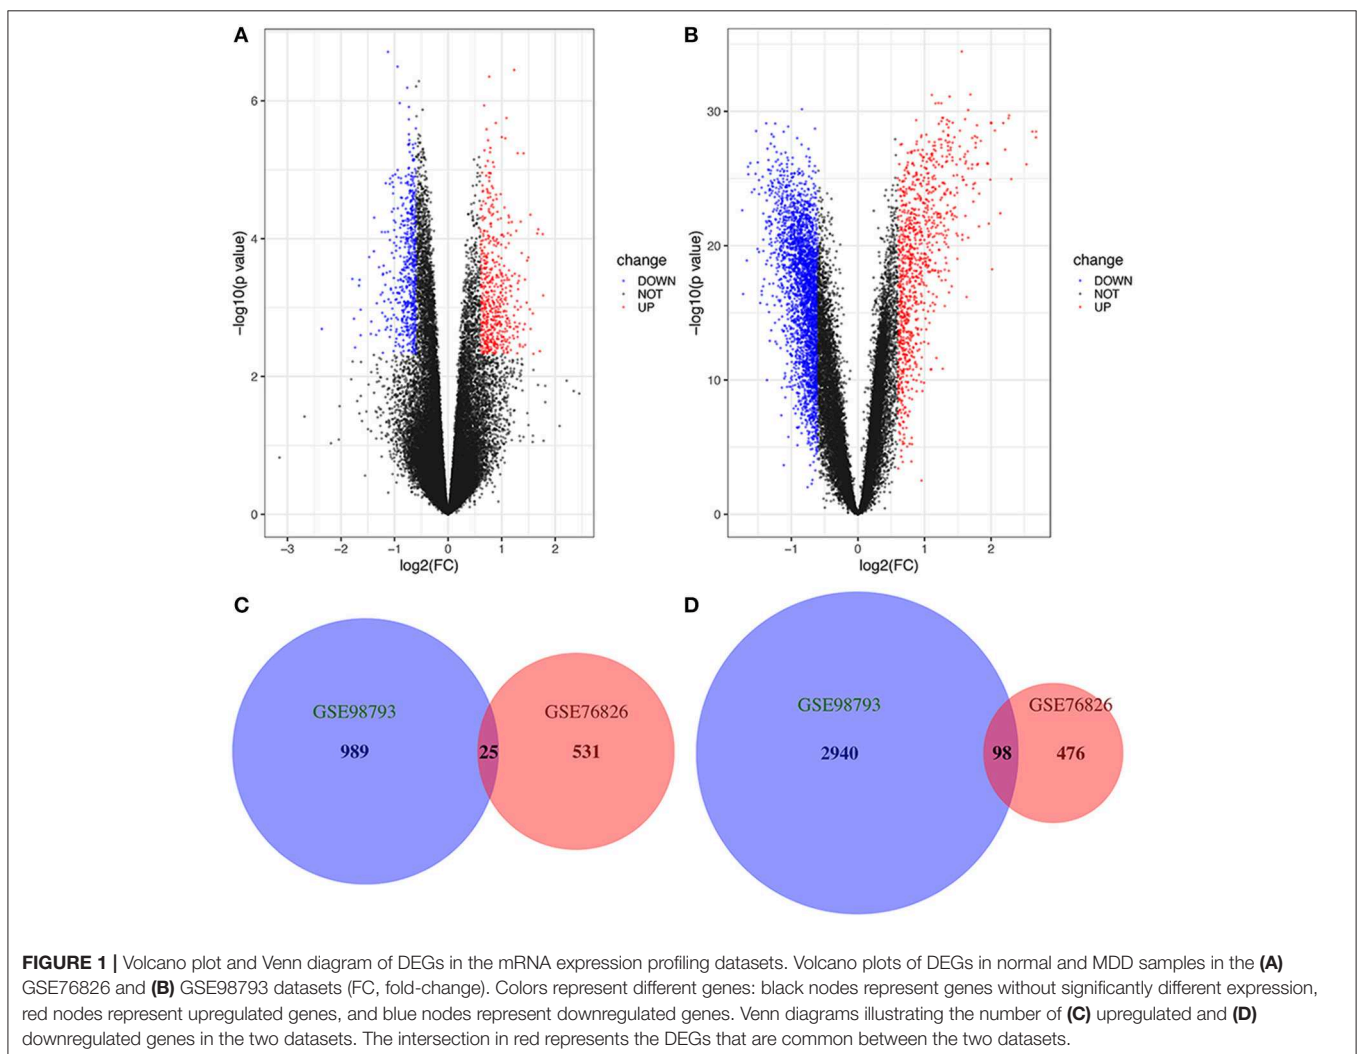 A
6
4
2
0
−log10(p value)
−3 −2 −1 0 1 2
log2(FC)
change
DOWN
NOT
UP
B
30
20
10
0
−log10(p value)
−1 0 1 2
log2(FC)
change
DOWN
NOT
UP
C
GSE98793 GSE76826
989 25 531
D
GSE98793 GSE76826
2940 98 476
FIGURE 1 | Volcano plot and Venn diagram of DEGs in the mRNA expression profiling datasets. Volcano plots of DEGs in normal and MDD samples in the (A)
GSE76826 and (B) GSE98793 datasets (FC, fold-change). Colors represent different genes: black nodes represent genes without significantly different expression,
red nodes represent upregulated genes, and blue nodes represent downregulated genes. Venn diagrams illustrating the number of (C) upregulated and (D)
downregulated genes in the two datasets. The intersection in red represents the DEGs that are common between the two datasets.